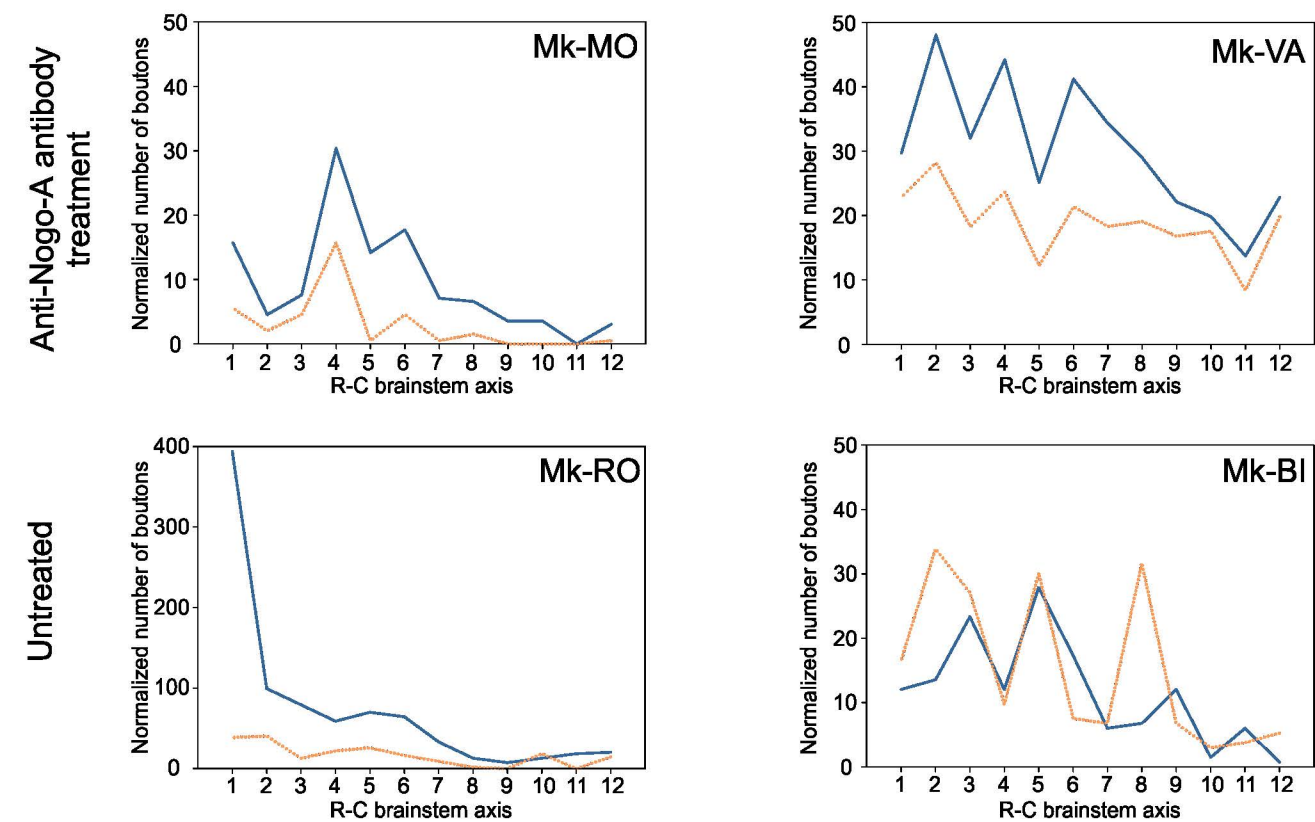 Anti-Nogo-A antibody
treatment
Normalized number of boutons
50
40
30
20
10
0
Mk-MO
1 2 3 4 5 6 7 8 9 10 11 12
R-C brainstem axis
Normalized number of boutons
50
40
30
20
10
0
Mk-VA
1 2 3 4 5 6 7 8 9 10 11 12
R-C brainstem axis
Untreated
Normalized number of boutons
400
300
200
100
0
Mk-RO
1 2 3 4 5 6 7 8 9 10 11 12
R-C brainstem axis
Normalized number of boutons
50
40
30
20
10
0
Mk-BI
1 2 3 4 5 6 7 8 9 10 11 12
R-C brainstem axis